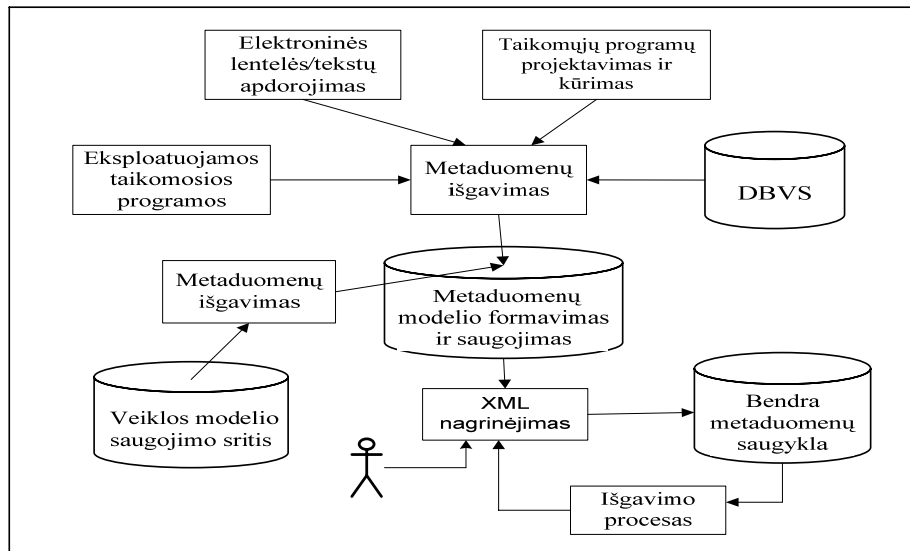 Elektroninės
lentelės/tekstų
apdorojimas
Taikomųjų programų
projektavimas ir
kūrimas
Eksploatuojamos
taikomosios
programos
Metaduomenų
išgavimas
DBVS
Metaduomenų
išgavimas
Metaduomenų
modelio formavimas
ir saugojimas
Veiklos modelio
saugojimo sritis
XML
nagrinėjimas
Bendra
metaduomenų
saugykla
Išgavimo
procesas